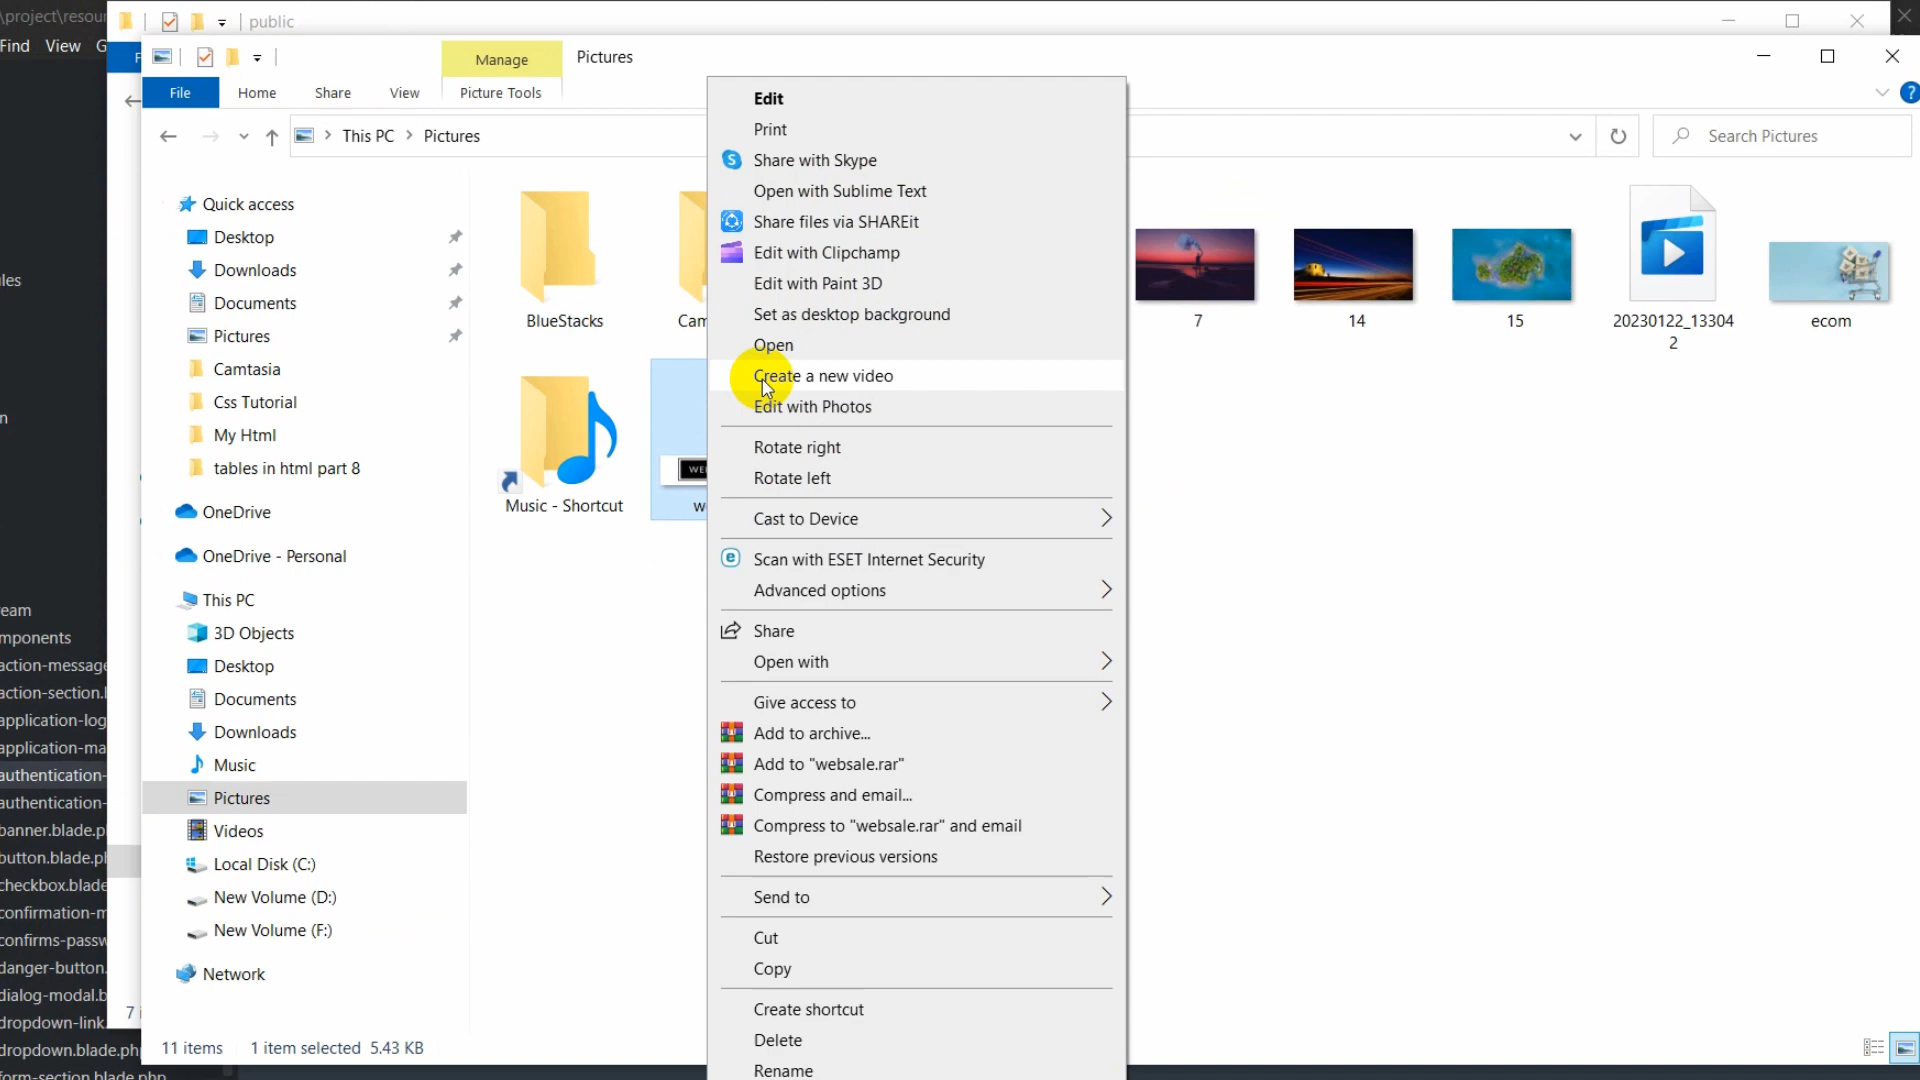 \project\resour
Find View G
public
Manage
Pictures
File
Home
Share
View
Picture Tools
This PC
Pictures
Search Pictures
Quick access
Desktop
Downloads
Documents
Pictures
Camtasia
Css Tutorial
My Html
tables in html part 8
OneDrive
OneDrive - Personal
This PC
3D Objects
Desktop
Documents
Downloads
Music
Pictures
Videos
Local Disk (C:)
New Volume (D:)
New Volume (F:)
Network
11 items
1 item selected 5.43 KB
BlueStacks
Cam
Music - Shortcut
7
14
15
20230122_13304
2
ecom
Edit
Print
Share with Skype
Open with Sublime Text
Share files via SHAREit
Edit with Clipchamp
Edit with Paint 3D
Set as desktop background
Open
Create a new video
Edit with Photos
Rotate right
Rotate left
Cast to Device
Scan with ESET Internet Security
Advanced options
Share
Open with
Give access to
Add to archive...
Add to "websale.rar"
Compress and email...
Compress to "websale.rar" and email
Restore previous versions
Send to
Cut
Copy
Create shortcut
Delete
Rename
eam
mponents
action-message
action-section.
application-log
application-ma
authentication-
authentication-
banner.blade.p
button.blade.p
checkbox.blade
confirmation-m
confirms-passw
danger-button.
dialog-modal.b
dropdown-link.
dropdown.blade.php
form-section.blade.php